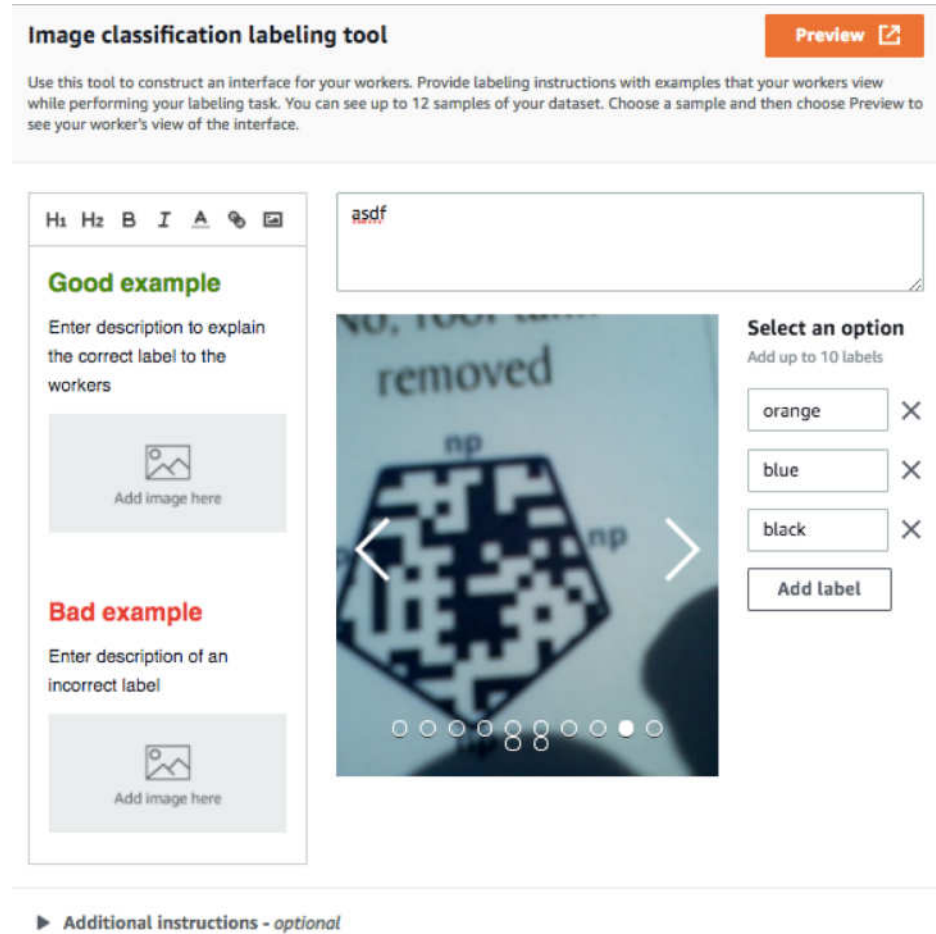 Image classification labeling tool
Preview
Use this tool to construct an interface for your workers. Provide labeling instructions with examples that your workers view
while performing your labeling task. You can see up to 12 samples of your dataset. Choose a sample and then choose Preview to
see your worker's view of the interface.
H1 H2 B I A
Good example
Enter description to explain
the correct label to the
workers
Add image here
Bad example
Enter description of an
incorrect label
Add image here
asdf
No,
removed
np
np
np
Select an option
Add up to 10 labels
orange
blue
black
Add label
Additional instructions - optional